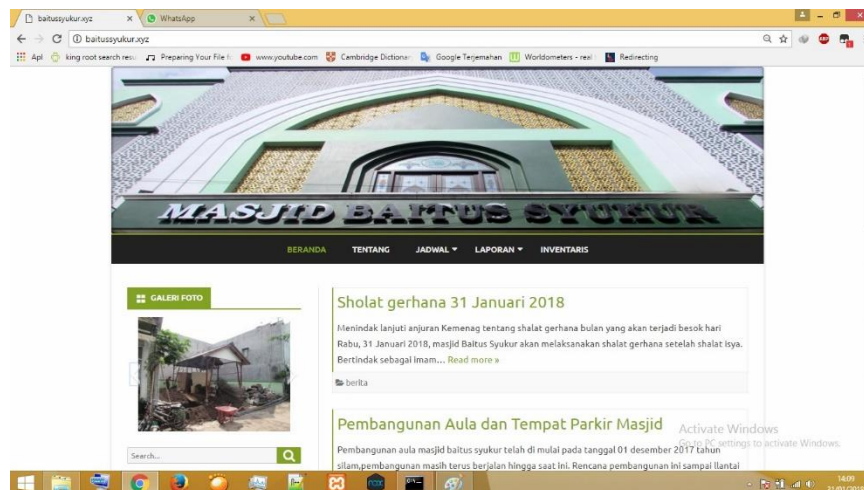 baitussyukur.xyz
WhatsApp
baitussyukur.xyz
Apl
king root search resu
Preparing Your File f
www.youtube.com
Cambridge Dictionar
Google Terjemahan
Worldometers - real
Redirecting
MASJID BAITUS SYUKUR
BERANDA TENTANG JADWAL LAPORAN INVENTARIS
GALERI FOTO
Search...
Sholat gerhana 31 Januari 2018
Menindak lanjuti anjuran Kemenag tentang shalat gerhana bulan yang akan terjadi besok hari
Rabu, 31 Januari 2018, masjid Baitus Syukur akan melaksanakan shalat gerhana setelah shalat isya.
Bertindak sebagai imam… Read more »
berita
Pembangunan Aula dan Tempat Parkir Masjid
Pembangunan aula masjid baitus syukur telah di mulai pada tanggal 01 desember 2017 tahun
silam,pembangunan masih terus berjalan hingga saat ini. Rencana pembangunan ini sampai llantai
Activate Windows
Go to PC settings to activate Windows.
14.09